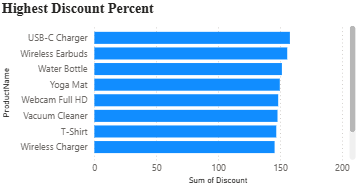 Highest Discount Percent
ProductName
USB-C Charger
Wireless Earbuds
Water Bottle
Yoga Mat
Webcam Full HD
Vacuum Cleaner
T-Shirt
Wireless Charger
0 50 100 150 200
Sum of Discount